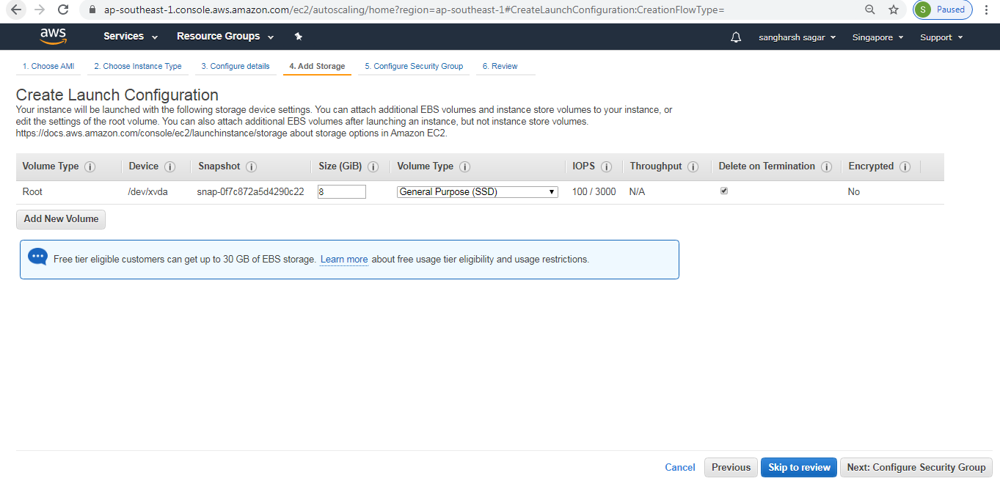 ap-southeast-1.console.aws.amazon.com/ec2/autoscaling/home?region=ap-southeast-1#CreateLaunchConfiguration:CreationFlowType=
S Paused
aws Services Resource Groups sangharsh sagar Singapore Support
1. Choose AMI 2. Choose Instance Type 3. Configure details 4. Add Storage 5. Configure Security Group 6. Review
Create Launch Configuration
Your instance will be launched with the following storage device settings. You can attach additional EBS volumes and instance store volumes to your instance, or
edit the settings of the root volume. You can also attach additional EBS volumes after launching an instance, but not instance store volumes.
https://docs.aws.amazon.com/console/ec2/launchinstance/storage about storage options in Amazon EC2.
Volume Type i Device i Snapshot i Size (GiB) i Volume Type i IOPS i Throughput i Delete on Termination i Encrypted i
Root /dev/xvda snap-0f7c872a5d4290c22 8 General Purpose (SSD) 100 / 3000 N/A No
Add New Volume
Free tier eligible customers can get up to 30 GB of EBS storage. Learn more about free usage tier eligibility and usage restrictions.
Cancel Previous Skip to review Next: Configure Security Group